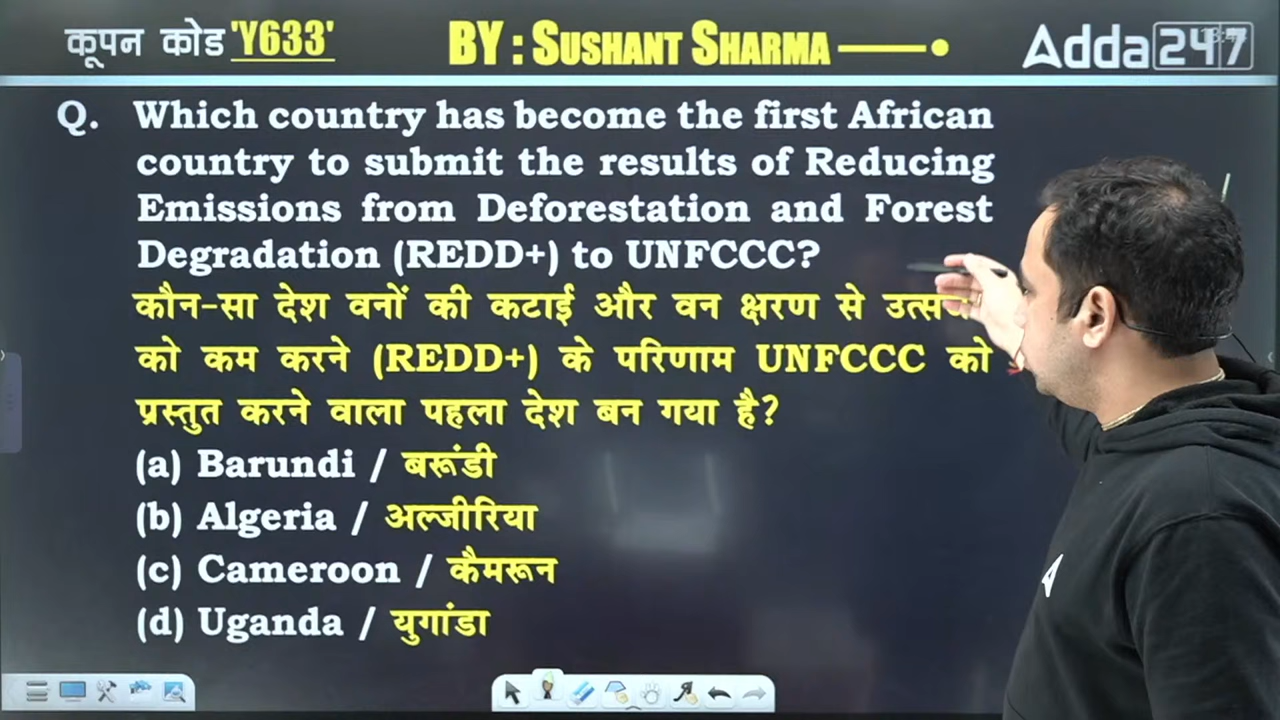 कूपन कोड 'Y633'
BY : SUSHANT SHARMA
Adda247
Q. Which country has become the first African
country to submit the results of Reducing
Emissions from Deforestation and Forest
Degradation (REDD+) to UNFCCC?
कौन-सा देश वनों की कटाई और वन क्षरण से
को कम करने (REDD+) के परिणाम UNFCCC को
प्रस्तुत करने वाला पहला देश बन गया है?
(a) Barundi / बरूंडी
(b) Algeria / अल्जीरिया
(c) Cameroon / कैमरून
(d) Uganda / युगांडा